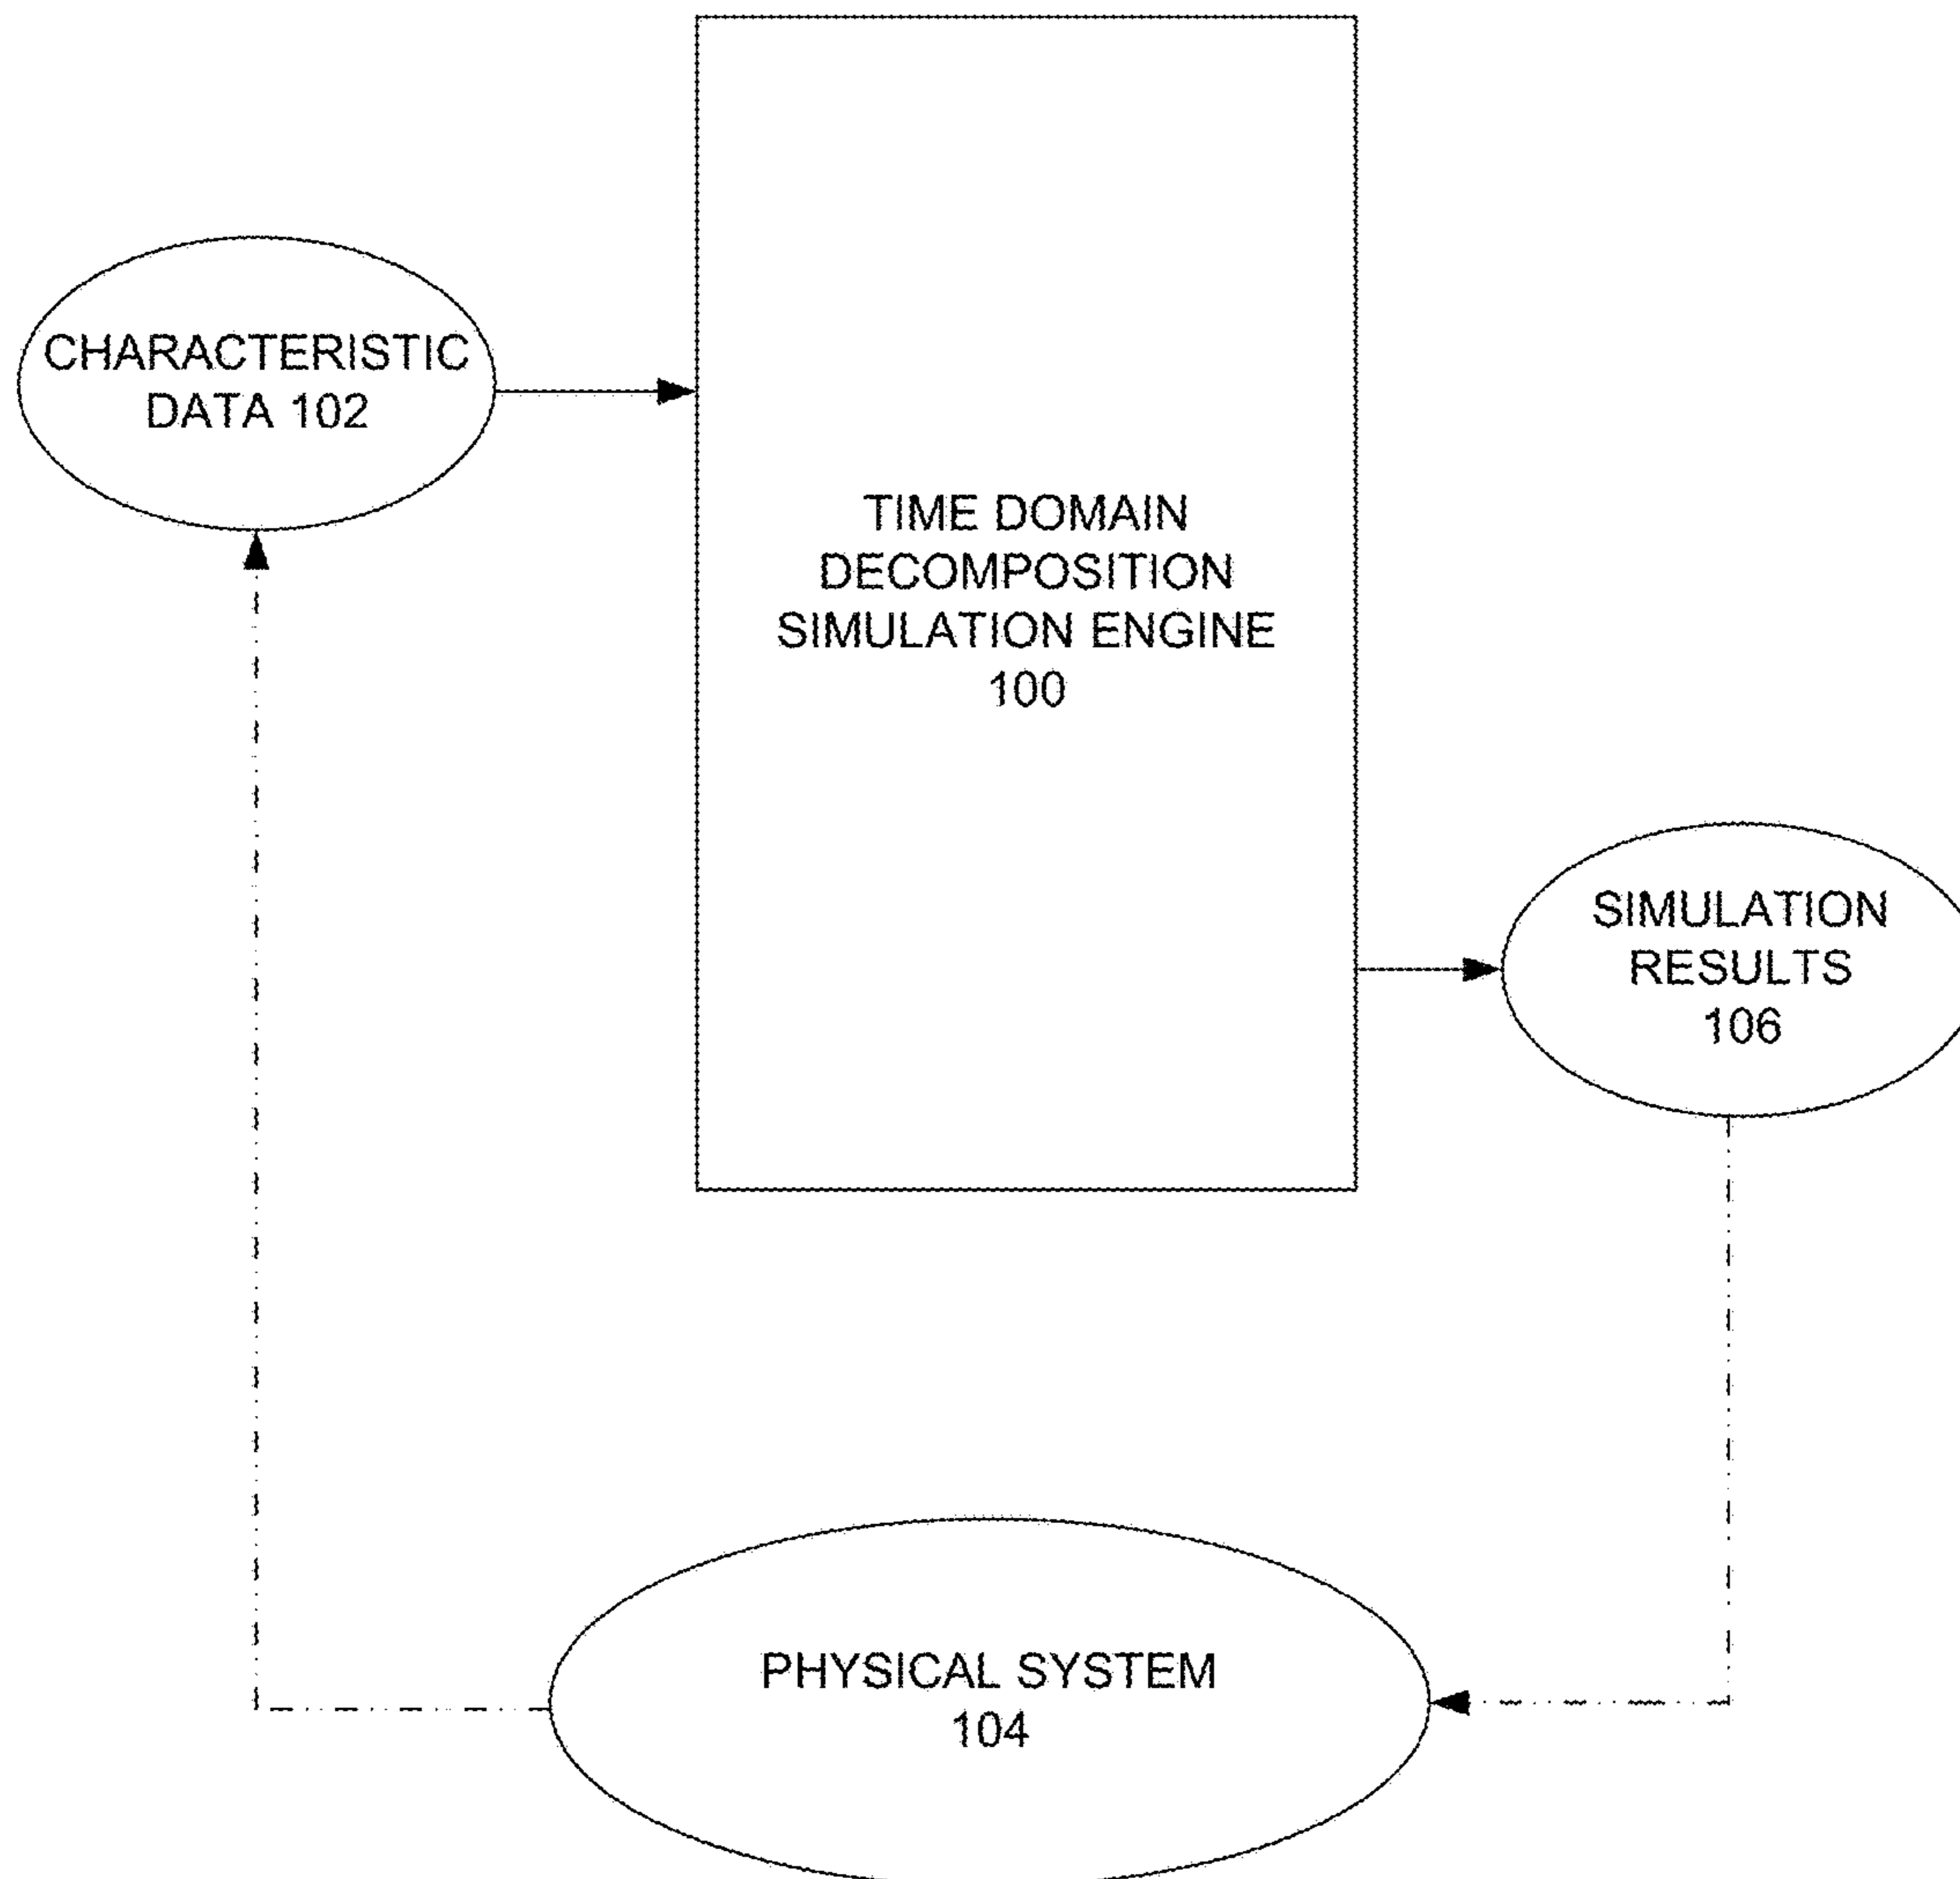 CHARACTERISTIC
DATA 102
TIME DOMAIN
DECOMPOSITION
SIMULATION ENGINE
100
SIMULATION
RESULTS
106
PHYSICAL SYSTEM
104